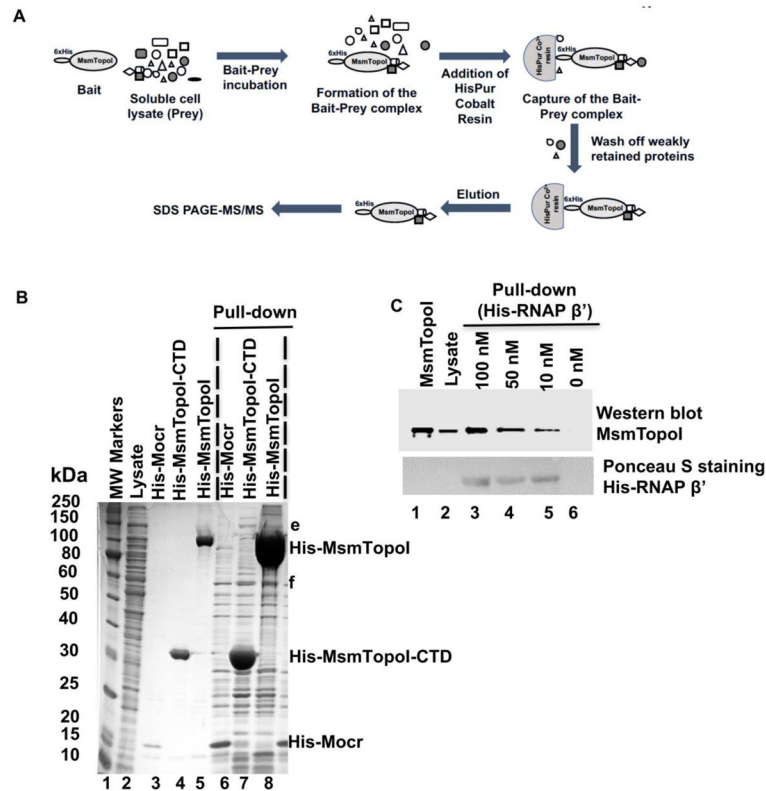 A
6xHis
MsmTopoI
Bait
Soluble cell
lysate (Prey)
Bait-Prey
incubation
6xHis
MsmTopoI
Formation of the
Bait-Prey complex
Addition of
HisPur
Cobalt
Resin
HisPur Co²⁺
resin
6xHis
MsmTopoI
Capture of the Bait-
Prey complex
Wash off weakly
retained proteins
HisPur Co²⁺
resin
6xHis
MsmTopoI
Elution
6xHis
MsmTopoI
SDS PAGE-MS/MS
B
Pull-down
MW Markers
Lysate
His-Mocr
His-MsmTopoI-CTD
His-MsmTopoI
His-Mocr
His-MsmTopoI-CTD
His-MsmTopoI
kDa
250
150
100
80
60
50
40
30
25
20
15
10
e
His-MsmTopoI
f
His-MsmTopoI-CTD
His-Mocr
1 2 3 4 5 6 7 8
C
Pull-down
(His-RNAP β’)
MsmTopoI
Lysate
100 nM
50 nM
10 nM
0 nM
Western blot
MsmTopoI
Ponceau S staining
His-RNAP β’
1 2 3 4 5 6